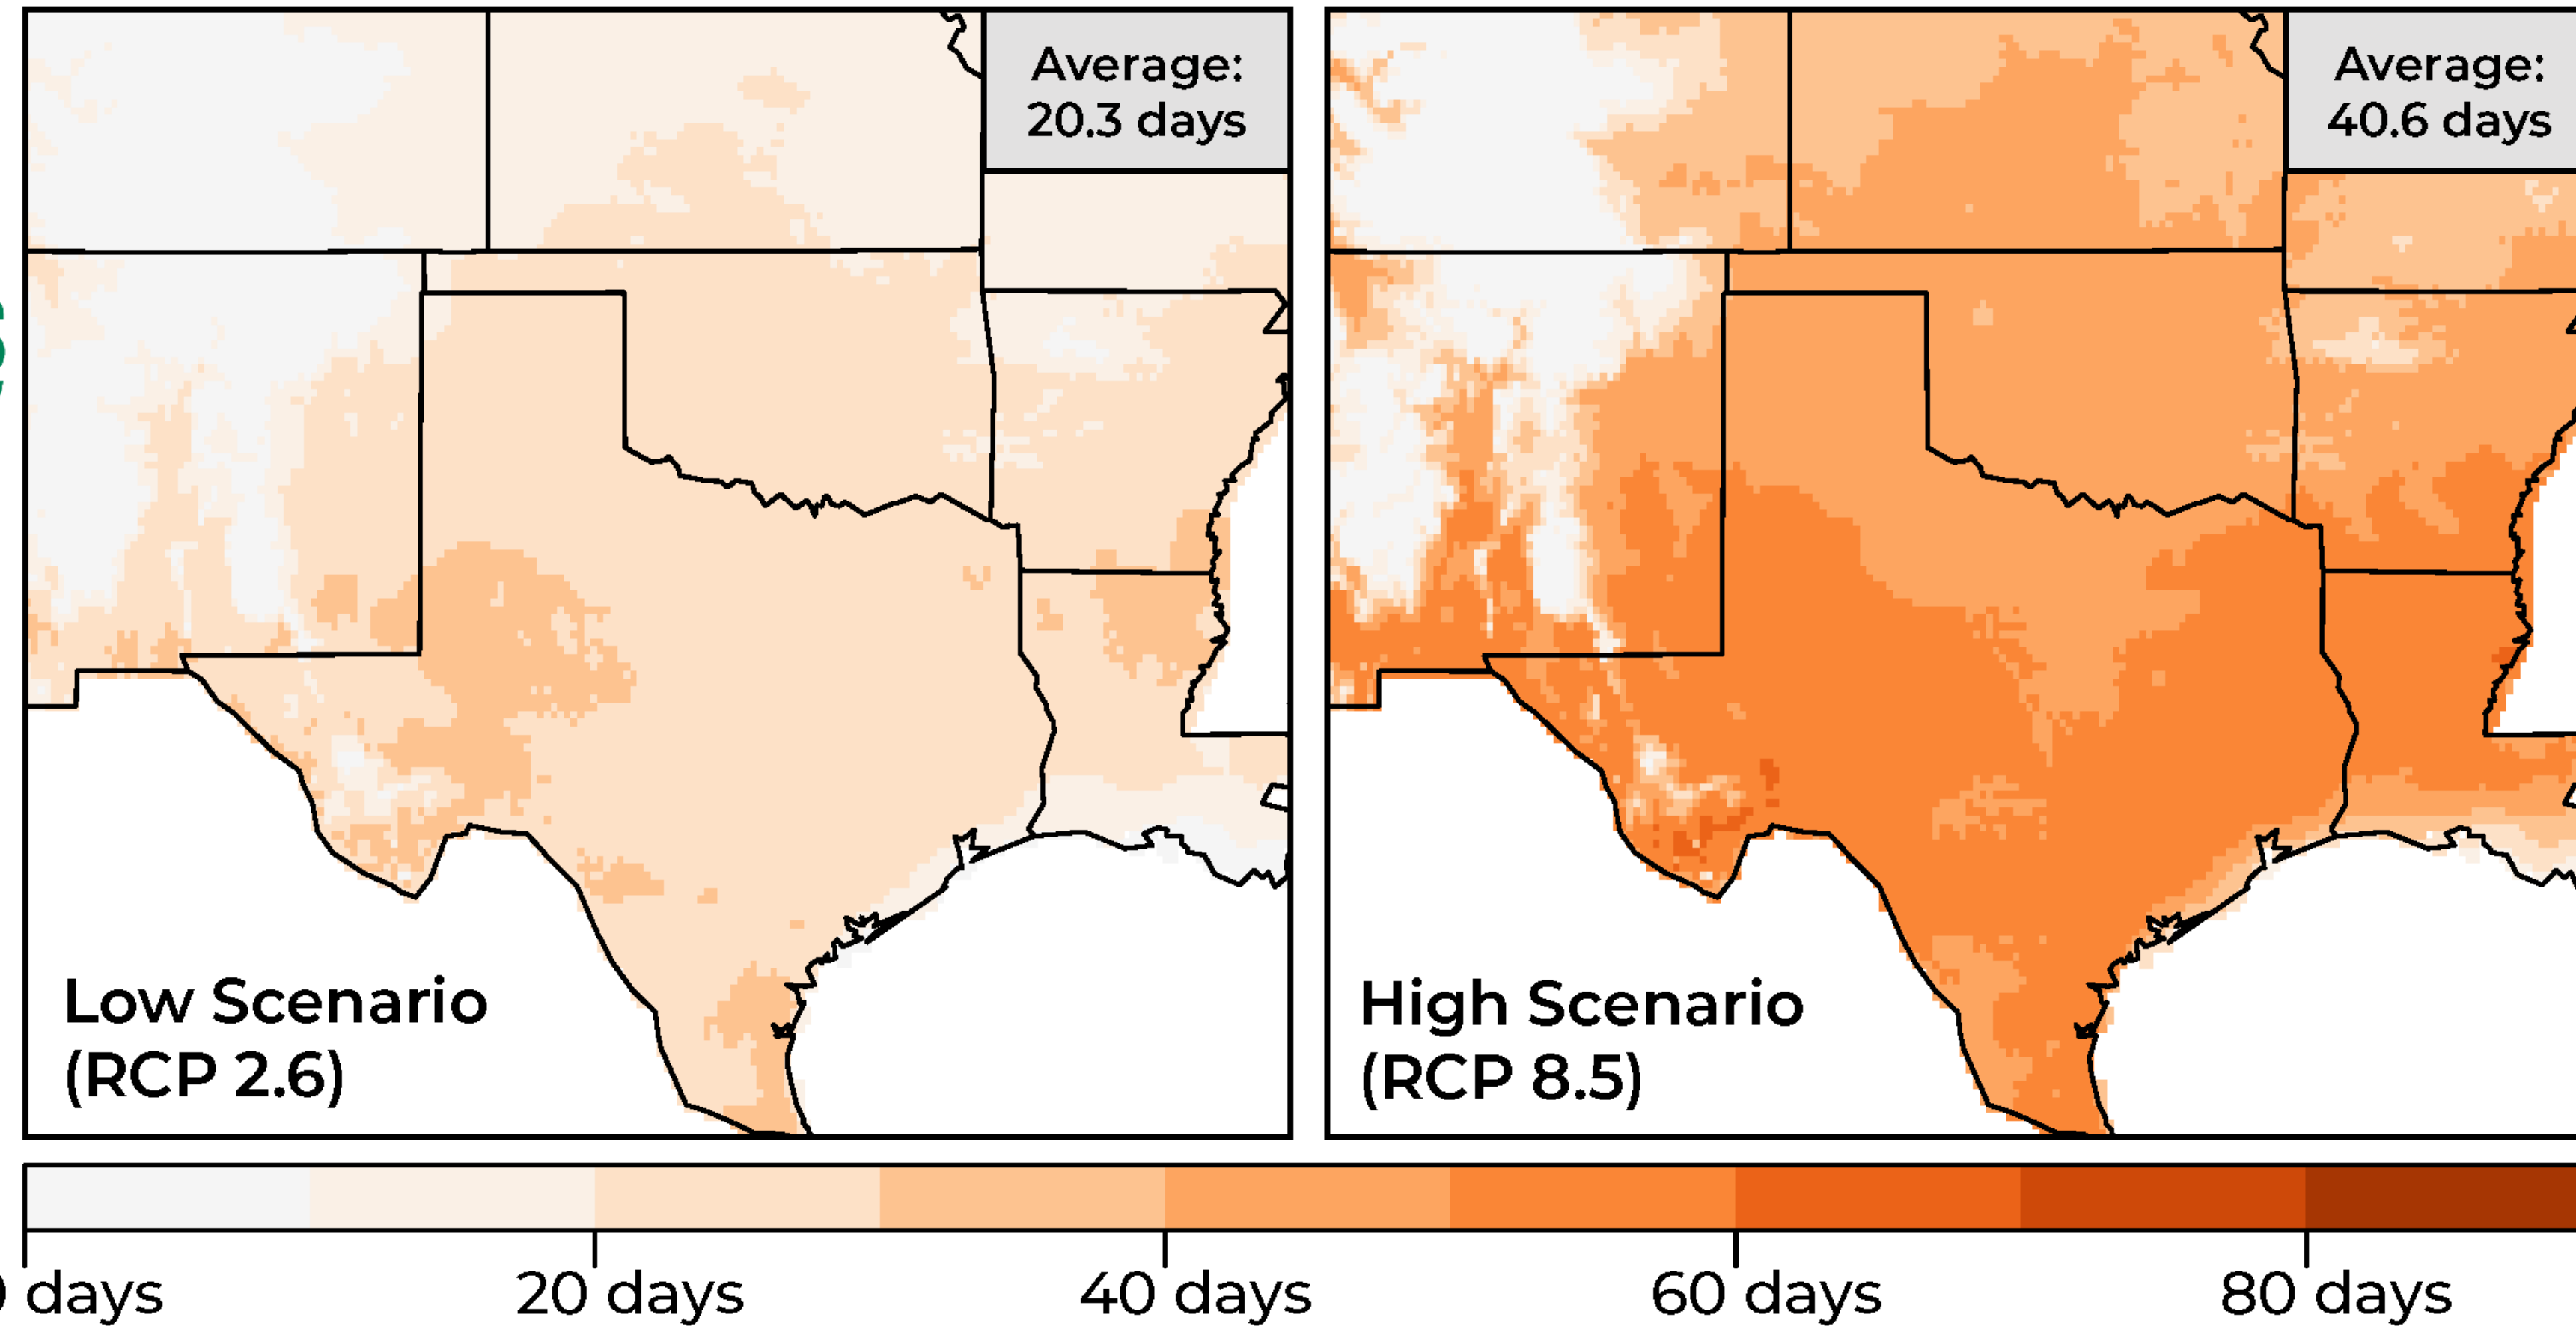 Average:
20.3 days
Average:
40.6 days
Low Scenario
(RCP 2.6)
High Scenario
(RCP 8.5)
0 days
20 days
40 days
60 days
80 days